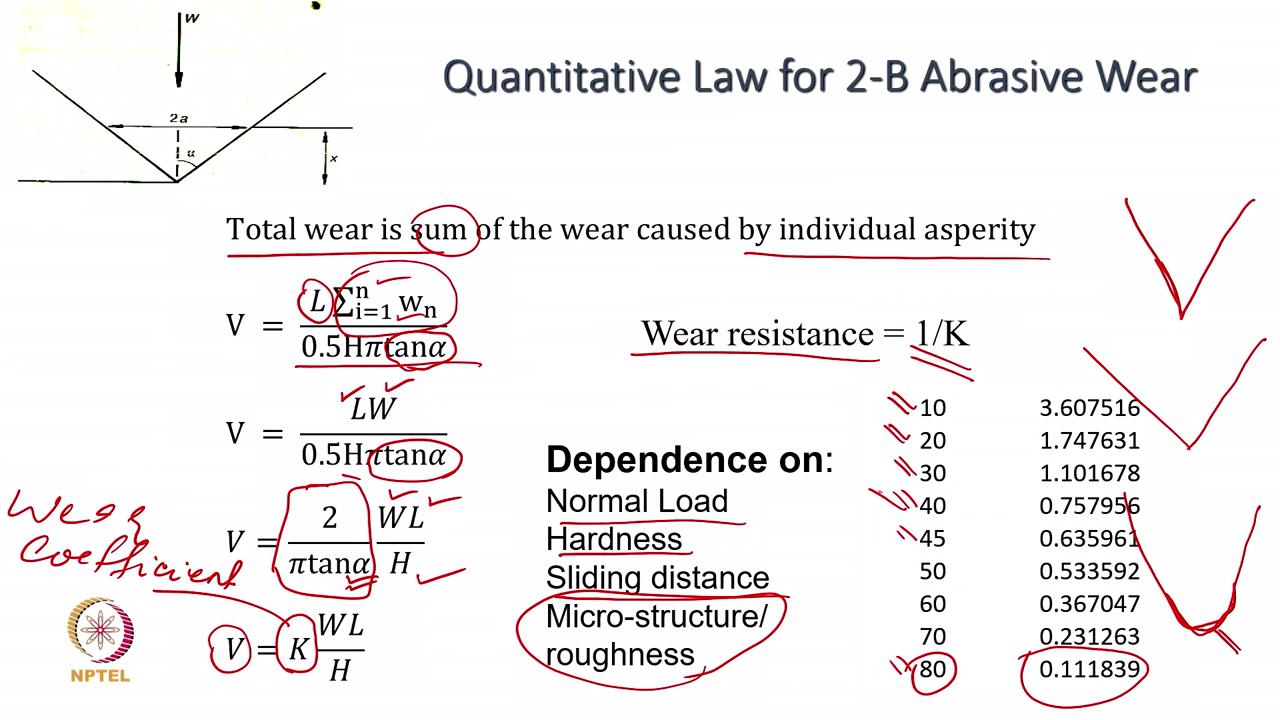 W
Quantitative Law for 2-B Abrasive Wear
2a
α
x
Total wear is sum of the wear caused by individual asperity
V = L∑ⁿᵢ₌₁ wₙ / 0.5Hπtanα
Wear resistance = 1/K
V = LW / 0.5Hπtanα
V = 2 / πtanα WL / H
Wear
Coefficient
V = K WL / H
NPTEL
Dependence on:
Normal Load
Hardness
Sliding distance
Micro-structure/
roughness
10 3.607516
20 1.747631
30 1.101678
40 0.757956
45 0.635961
50 0.533592
60 0.367047
70 0.231263
80 0.111839